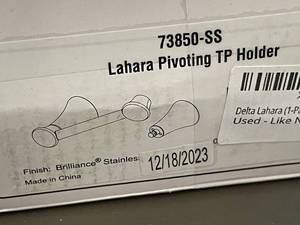 73850-SS
Lahara Pivoting TP Holder
Delta Lahara (1-Pa
Used - Like N
Finish: Brilliance® Stainless
12/18/2023
Made in China